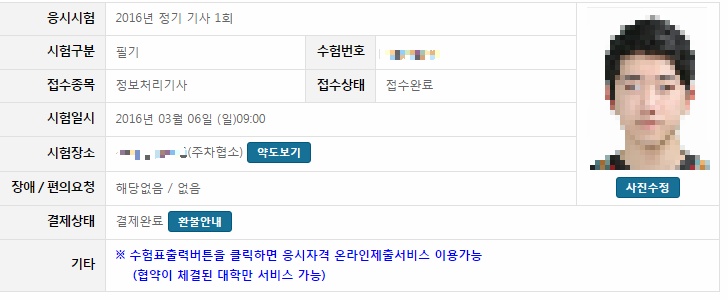 응시시험 2016년 정기 기사 1회
시험구분 필기 수험번호
접수종목 정보처리기사 접수상태 접수완료
시험일시 2016년 03월 06일 (일)09:00
시험장소 (주차협소) 약도보기
사진수정
장애 / 편의요청 해당없음 / 없음
결제상태 결제완료 환불안내
기타 ※ 수험표출력버튼을 클릭하면 응시자격 온라인제출서비스 이용가능
(협약이 체결된 대학만 서비스 가능)